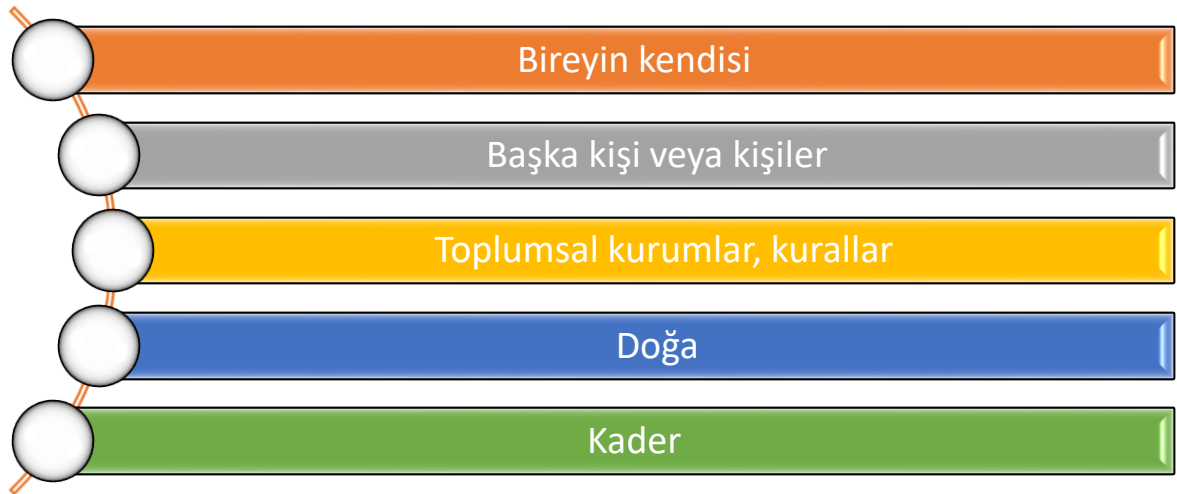 Bireyin kendisi
Başka kişi veya kişiler
Toplumsal kurumlar, kurallar
Doğa
Kader